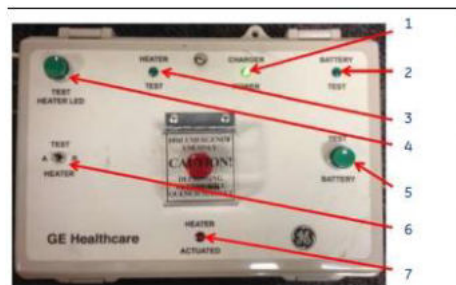 1
HEATER
CHARGER
BATTERY
2
TEST
POWER
TEST
TEST
HEATER LED
3
4
TEST
A B
HEATER
CAUTION!
TEST
BATTERY
5
6
HEATER
GE Healthcare
ACTUATED
7